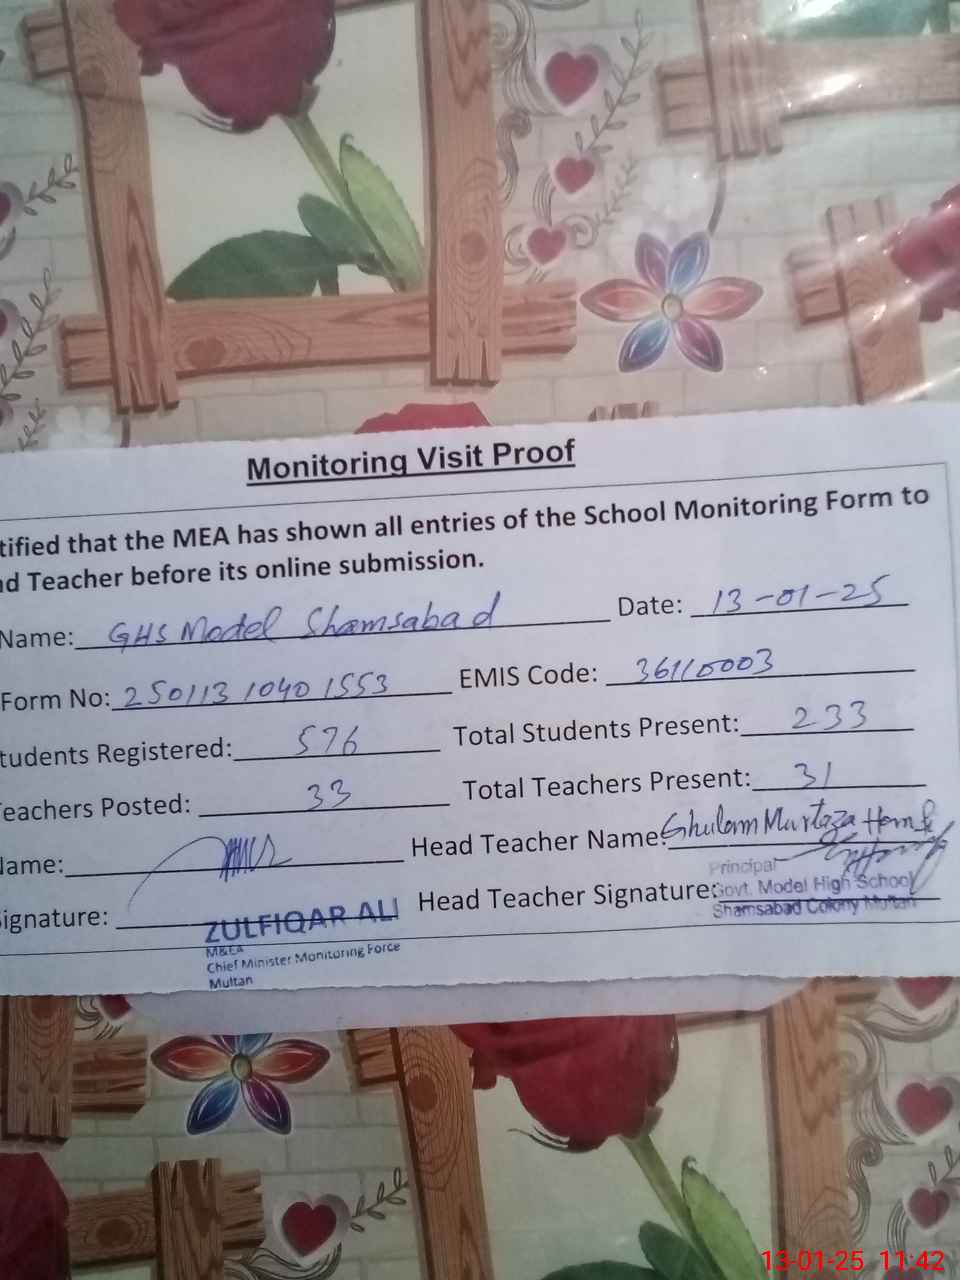 Monitoring Visit Proof
tified that the MEA has shown all entries of the School Monitoring Form to
nd Teacher before its online submission.
Name: GHS Model Shamsabad Date: 13-01-25
Form No: 250113 1040 1553 EMIS Code: 36110003
tudents Registered: 576 Total Students Present: 233
eachers Posted: 33 Total Teachers Present: 31
Name: Head Teacher Name: Ghulam Murtaza
Principal
ignature: Head Teacher Signature:
Govt. Model High School
Shamsabad Colony Multan
ZULFIQAR ALI
M&EA
Chief Minister Monitoring Force
Multan
13-01-25 11:42